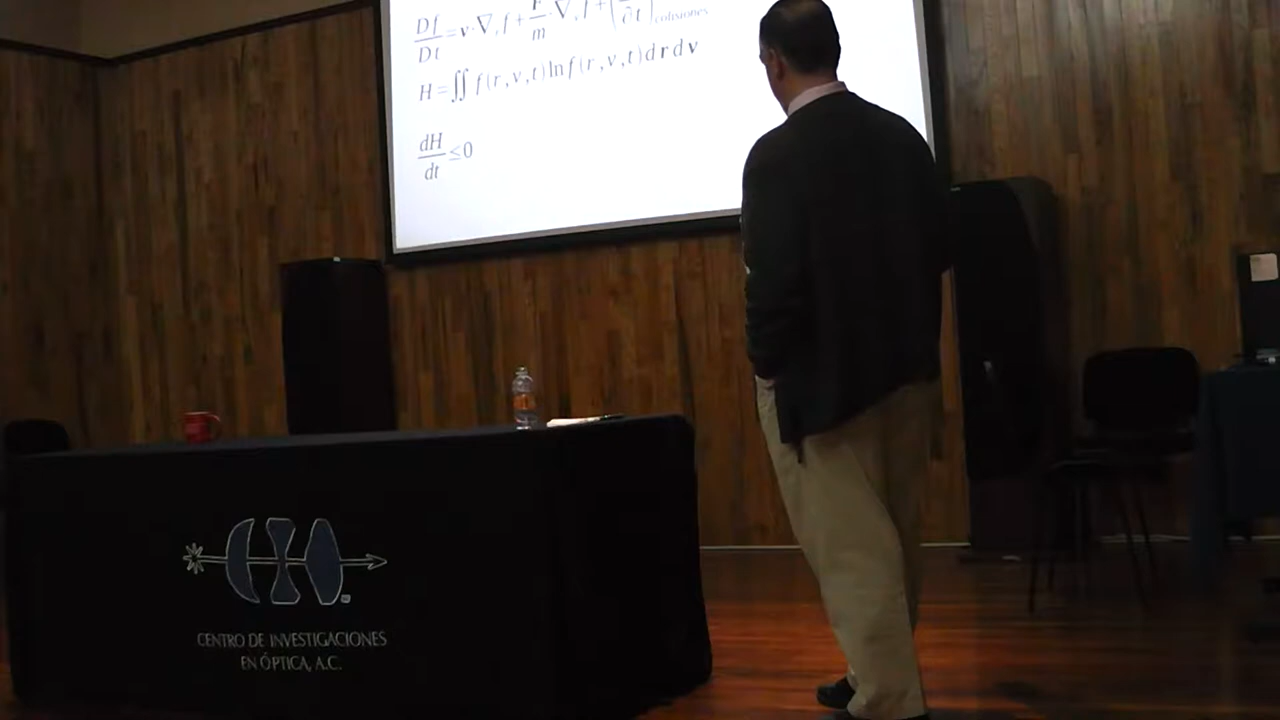 Df/Dt = v·∇ᵣf + F/m·∇ᵥf + (∂t)colisiones
H = ∬ f(r,v,t) ln f(r,v,t) dr dv
dH/dt ≤ 0
CENTRO DE INVESTIGACIONES
EN ÓPTICA, A.C.